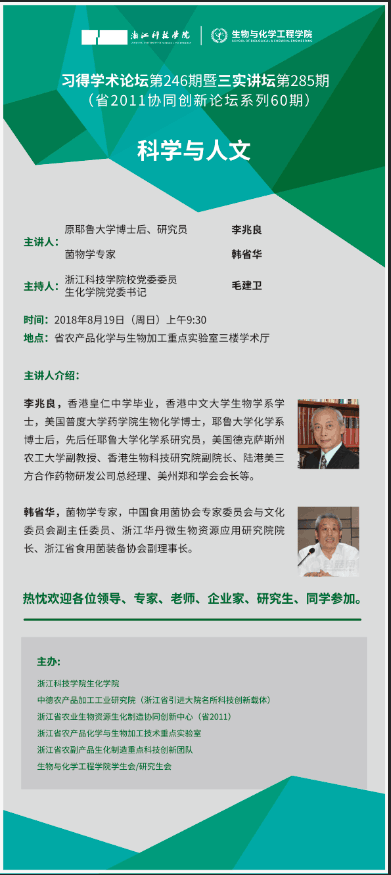 浙江科技学院 生物与化学工程学院
习得学术论坛第246期暨三实讲坛第285期
（省2011协同创新论坛系列60期）
科学与人文
主讲人： 原耶鲁大学博士后、研究员 李兆良
菌物学专家 韩省华
主持人： 浙江科技学院校党委委员
生化学院党委书记 毛建卫
时间：2018年8月19日（周日）上午9:30
地点：省农产品化学与生物加工重点实验室三楼学术厅
主讲人介绍：
李兆良，香港皇仁中学毕业，香港中文大学生物学系学
士，美国普度大学药学院生物化学博士，耶鲁大学化学系
博士后，先后任耶鲁大学化学系研究员，美国德克萨斯州
农工大学副教授、香港生物科技研究院副院长、陆港美三
方合作药物研发公司总经理、美州郑和学会会长等。
韩省华，菌物学专家，中国食用菌协会专家委员会与文化
委员会副主任委员、浙江华丹微生物资源应用研究院院
长、浙江省食用菌装备协会副理事长。
热忱欢迎各位领导、专家、老师、企业家、研究生、同学参加。
主办：
浙江科技学院生化学院
中德农产品加工工业研究院（浙江省引进大院名所科技创新载体）
浙江省农业生物资源生化制造协同创新中心（省2011）
浙江省农产品化学与生物加工技术重点实验室
浙江省农副产品生化制造重点科技创新团队
生物与化学工程学院学生会/研究生会